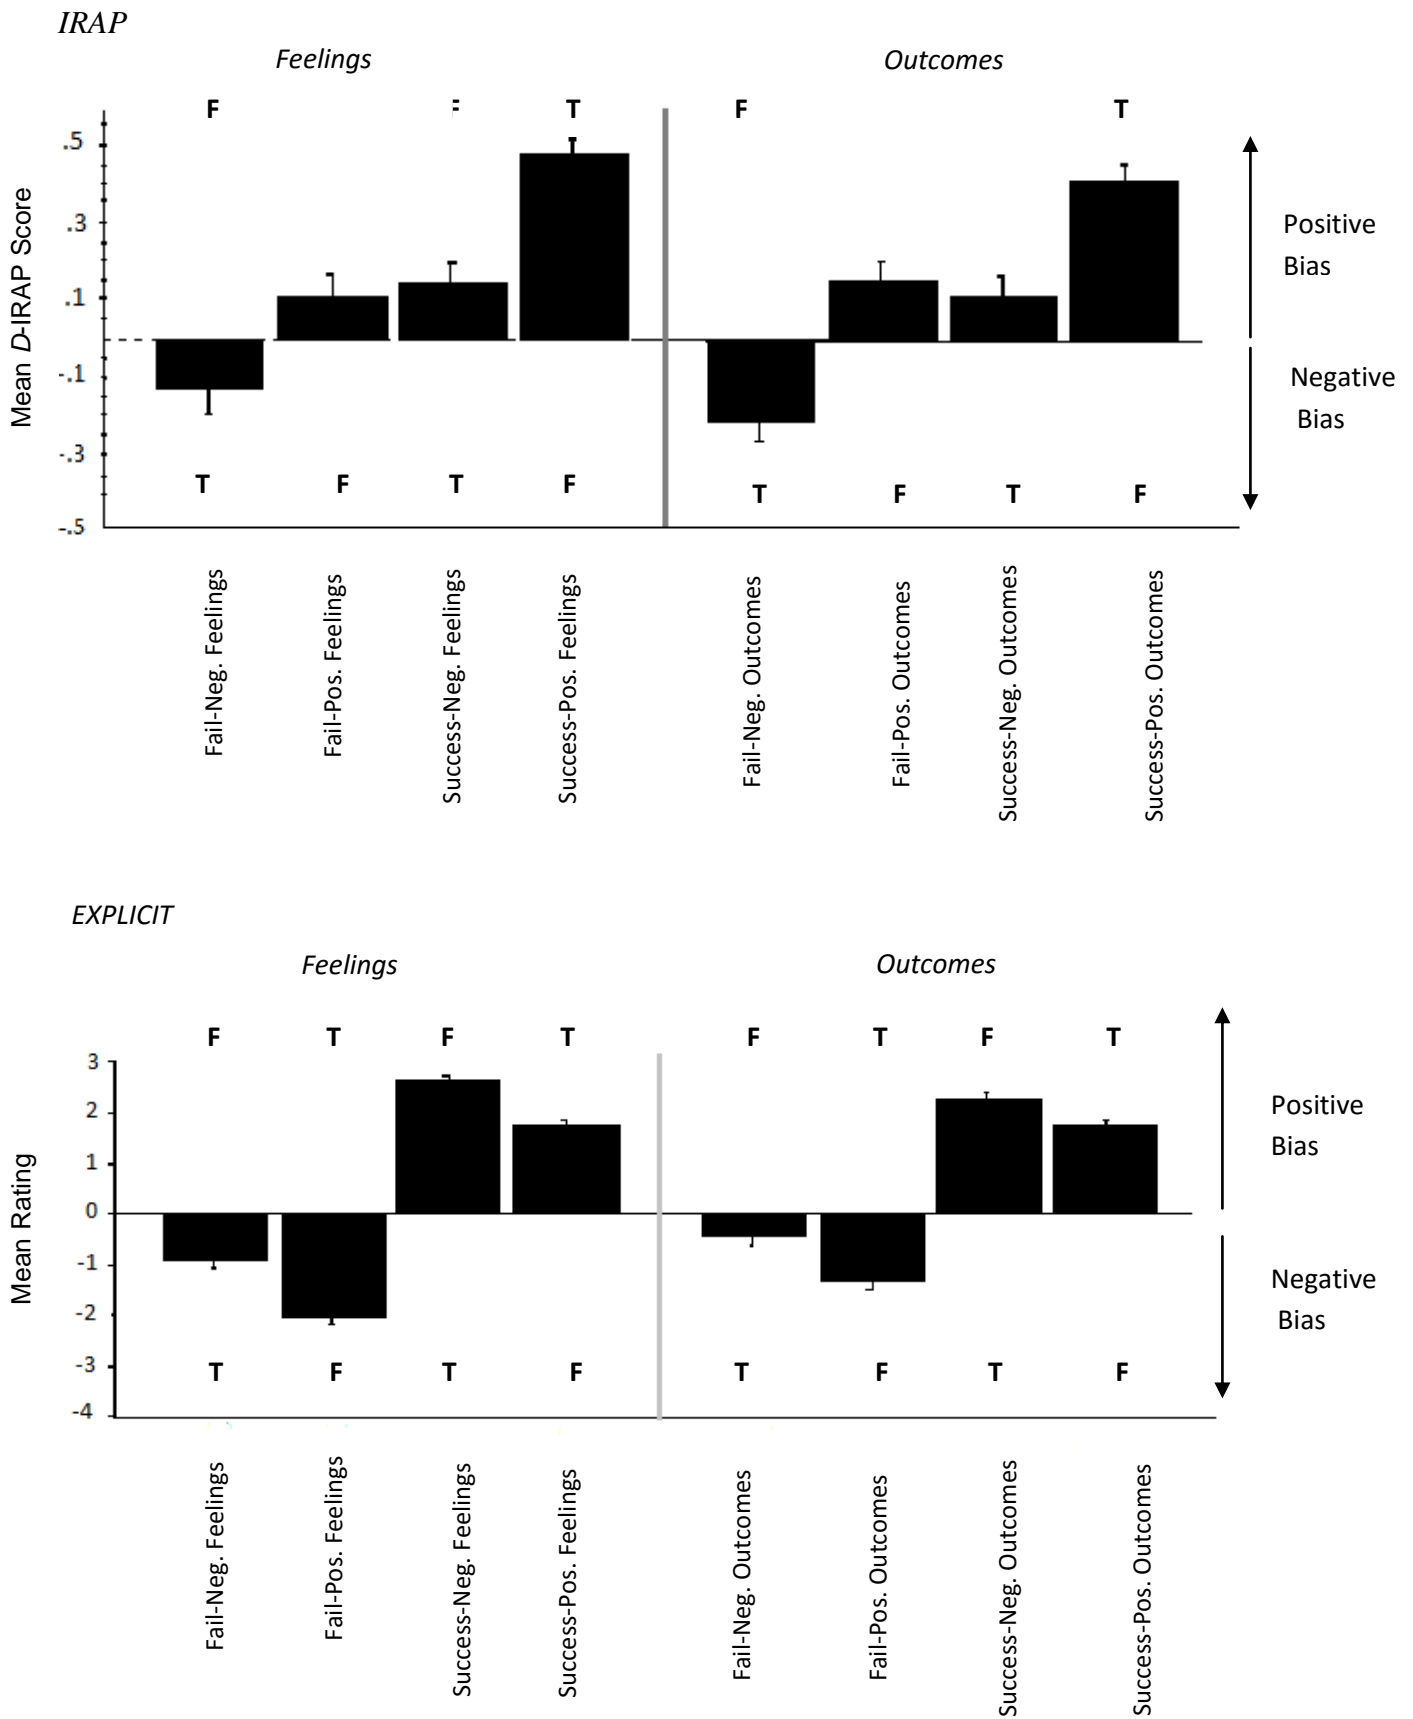 IRAP
Feelings Outcomes
F F T F T
.5
.3
.1
-.1
-.3
-.5
Mean D-IRAP Score
Positive
Bias
Negative
Bias
T F T F T F T F
Fail-Neg. Feelings
Fail-Pos. Feelings
Success-Neg. Feelings
Success-Pos. Feelings
Fail-Neg. Outcomes
Fail-Pos. Outcomes
Success-Neg. Outcomes
Success-Pos. Outcomes
EXPLICIT
Feelings Outcomes
F T F T F T F T
3
2
1
0
-1
-2
-3
-4
Mean Rating
Positive
Bias
Negative
Bias
T F T F T F T F
Fail-Neg. Feelings
Fail-Pos. Feelings
Success-Neg. Feelings
Success-Pos. Feelings
Fail-Neg. Outcomes
Fail-Pos. Outcomes
Success-Neg. Outcomes
Success-Pos. Outcomes